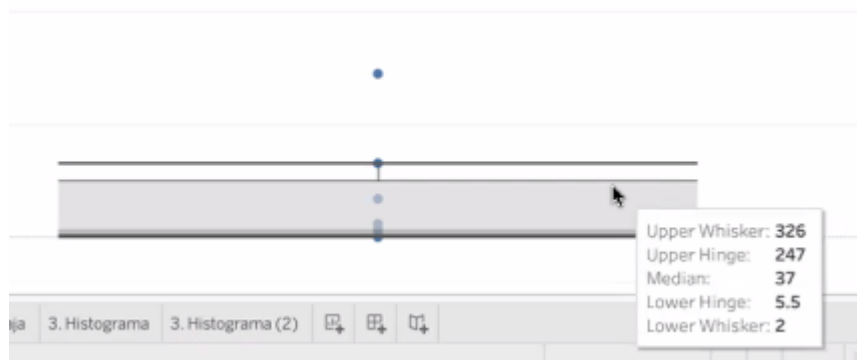 Upper Whisker: 326
Upper Hinge: 247
Median: 37
Lower Hinge: 5.5
Lower Whisker: 2
3. Histograma 3. Histograma (2)